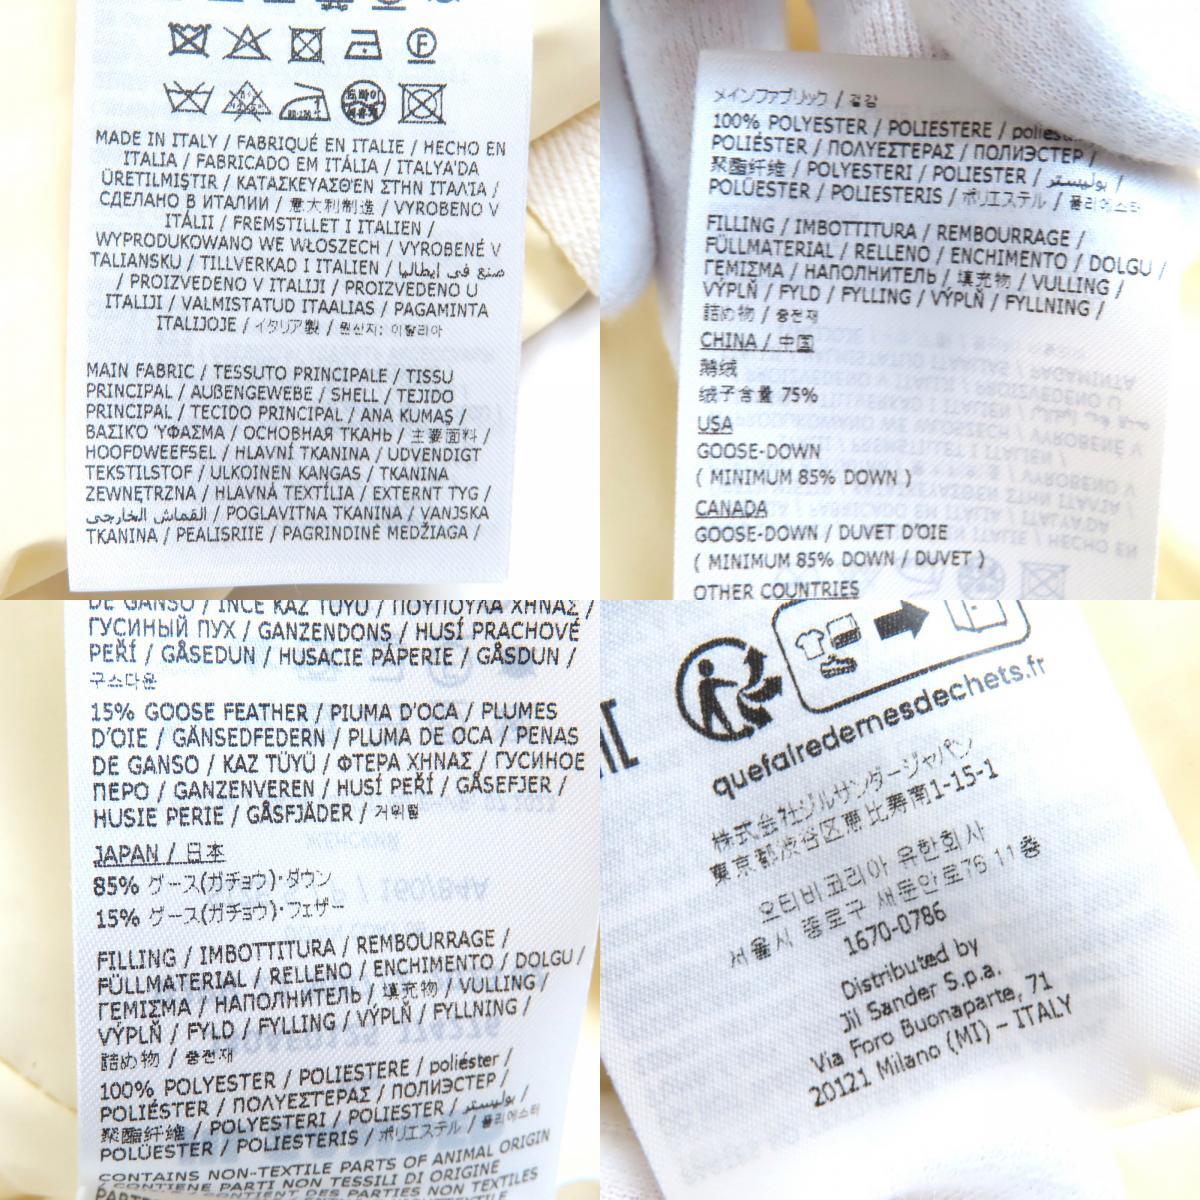 MADE IN ITALY / FABRIQUÉ EN ITALIE / HECHO EN
ITALIA / FABRICADO EM ITÁLIA / ITALYA'DA
ÜRETILMIŞTIR / ΚΑΤΑΣΚΕΥΑΣΘ'ΕΝ ΣΤΗΝ ΙΤΑΛ'ΙΑ /
СДЕЛАНО В ИТАЛИИ / 意大利制造 / VYROBENO V
ITÁLII / FREMSTILLET I ITALIEN /
WYPRODUKOWANO WE WŁOSZECH / VYROBENÉ V
TALIANSKU / TILLVERKAD I ITALIEN / صنع في إيطاليا
/ PROIZVEDENO V ITALIJI / PROIZVEDENO U
ITALIJI / VALMISTATUD ITAALIAS / PAGAMINTA
ITALIJOJE / イタリア製 / 원산지: 이탈리아
MAIN FABRIC / TESSUTO PRINCIPALE / TISSU
PRINCIPAL / AUßENGEWEBE / SHELL / TEJIDO
PRINCIPAL / TECIDO PRINCIPAL / ANA KUMAŞ /
ΒΑΣΙΚΌ ΎΦΑΣΜΑ / ОСНОВНАЯ ТКАНЬ / 主要面料 /
HOOFDWEEFSEL / HLAVNÍ TKANINA / UDVENDIGT
TEKSTILSTOF / ULKOINEN KANGAS / TKANINA
ZEWNĘTRZNA / HLAVNÁ TEXTÍLIA / EXTERNT TYG /
القماش الخارجي / POGLAVITNA TKANINA / VANJSKA
TKANINA / PEALISRIIE / PAGRINDINĖ MEDŽIAGA /
メインファブリック / 겉감
100% POLYESTER / POLIESTERE /
POLIÉSTER / ΠΟΛΥΕΣΤΕΡΑΣ / ПОЛИЭСТЕР /
聚酯纤维 / POLYESTERI / POLIESTER / بوليستر /
POLÜESTER / POLIESTERIS / ポリエステル / 폴리에스터
FILLING / IMBOTTITURA / REMBOURRAGE /
FÜLLMATERIAL / RELLENO / ENCHIMENTO / DOLGU /
ΓΕΜΙΣΜΑ / НАПОЛНИТЕЛЬ / 填充物 / VULLING /
VÝPLŇ / FYLD / FYLLING / VÝPLŇ / FYLLNING /
詰め物 / 충전재
CHINA / 中国
鹅绒
绒子含量 75%
USA
GOOSE-DOWN
( MINIMUM 85% DOWN )
CANADA
GOOSE-DOWN / DUVET D'OIE
( MINIMUM 85% DOWN / DUVET )
OTHER COUNTRIES
DE GANSO / INCE KAZ TÜYÜ / ΠΟΥΠΟΥΛΑ ΧΗΝΑΣ /
ГУСИНЫЙ ПУХ / GANZENDONS / HUSÍ PRACHOVÉ
PEŘÍ / GÅSEDUN / HUSACIE PÁPERIE / GÅSDUN /
구스다운
15% GOOSE FEATHER / PIUMA D'OCA / PLUMES
D'OIE / GÄNSEDFEDERN / PLUMA DE OCA / PENAS
DE GANSO / KAZ TÜYÜ / ΦΤΕΡΑ ΧΗΝΑΣ / ГУСИНОЕ
ПЕРО / GANZENVEREN / HUSÍ PEŘÍ / GÅSEFJER /
HUSIE PERIE / GÅSFJÄDER / 거위털
JAPAN / 日本
85% グース(ガチョウ)・ダウン
15% グース(ガチョウ)・フェザー
FILLING / IMBOTTITURA / REMBOURRAGE /
FÜLLMATERIAL / RELLENO / ENCHIMENTO / DOLGU /
ΓΕΜΙΣΜΑ / НАПОЛНИТЕЛЬ / 填充物 / VULLING /
VÝPLŇ / FYLD / FYLLING / VÝPLŇ / FYLLNING /
詰め物 / 충전재
100% POLYESTER / POLIESTERE / poliéster /
POLIÉSTER / ΠΟΛΥΕΣΤΕΡΑΣ / ПОЛИЭСТЕР /
聚酯纤维 / POLYESTERI / POLIESTER / بوليستر /
POLÜESTER / POLIESTERIS / ポリエステル / 폴리에스터
CONTAINS NON-TEXTILE PARTS OF ANIMAL ORIGIN
/ CONTIENE PARTI NON TESSILI DI ORIGINE
quefairedemesdechets.fr
株式会社ジルサンダージャパン
東京都渋谷区恵比寿南1-15-1
오티비코리아 유한회사
서울시 종로구 새문안로76 11층
1670-0786
Distributed by
Jil Sander S.p.a.
Via Foro Buonaparte, 71
20121 Milano (MI) – ITALY